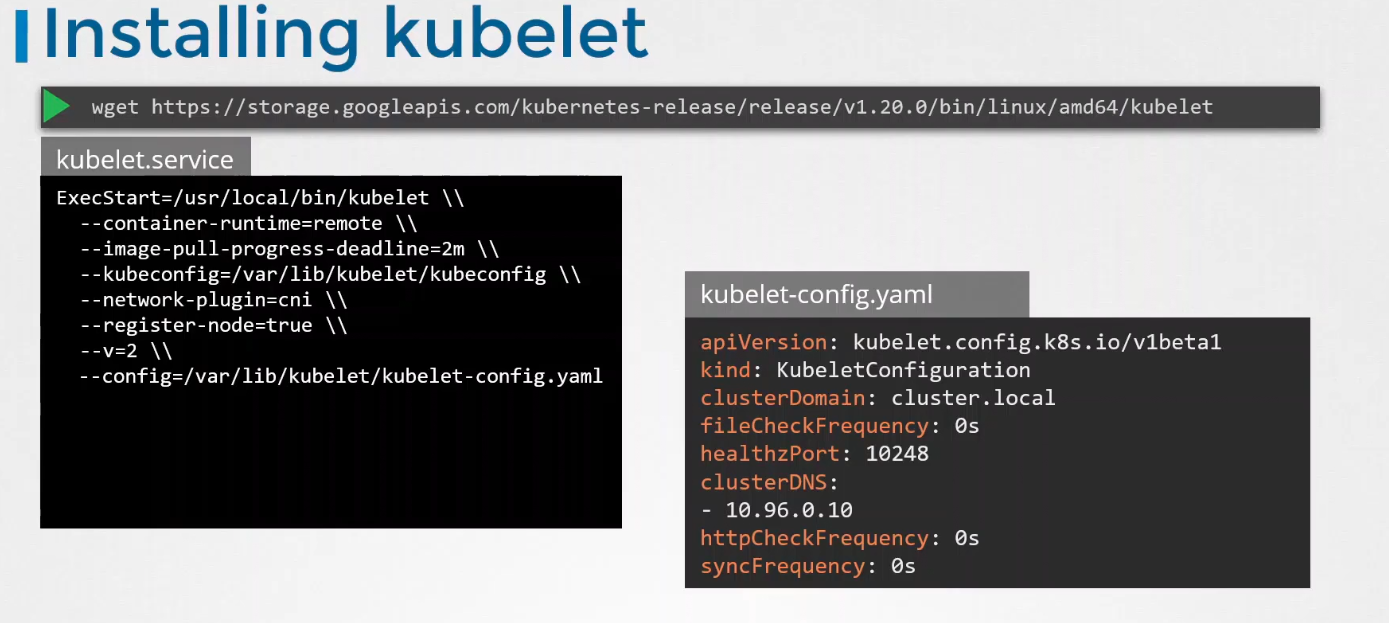 Installing kubelet
wget https://storage.googleapis.com/kubernetes-release/release/v1.20.0/bin/linux/amd64/kubelet
kubelet.service
ExecStart=/usr/local/bin/kubelet \\
--container-runtime=remote \\
--image-pull-progress-deadline=2m \\
--kubeconfig=/var/lib/kubelet/kubeconfig \\
--network-plugin=cni \\
--register-node=true \\
--v=2 \\
--config=/var/lib/kubelet/kubelet-config.yaml
kubelet-config.yaml
apiVersion: kubelet.config.k8s.io/v1beta1
kind: KubeletConfiguration
clusterDomain: cluster.local
fileCheckFrequency: 0s
healthzPort: 10248
clusterDNS:
- 10.96.0.10
httpCheckFrequency: 0s
syncFrequency: 0s